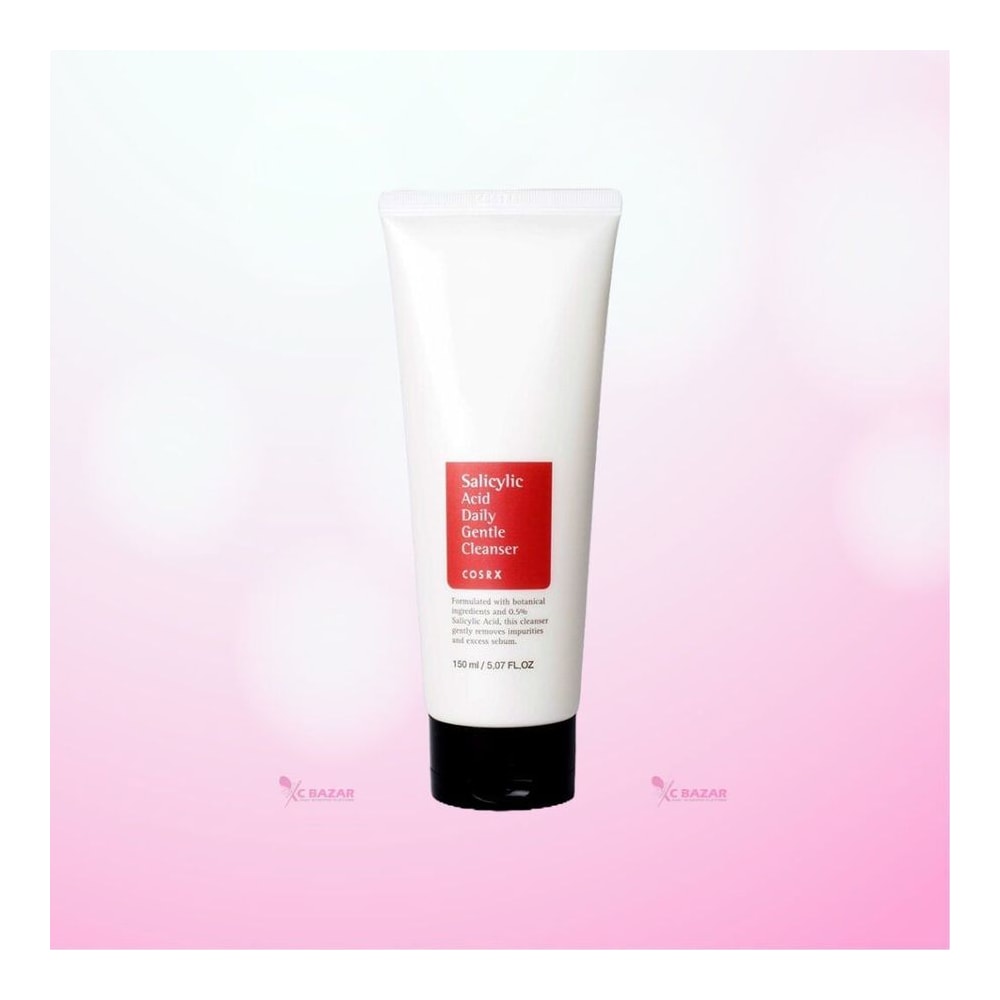 Salicylic
Acid
Daily
Gentle
Cleanser
COSRX
Formulated with botanical
ingredients and 0.5%
Salicylic Acid, this cleanser
gently removes impurities
and excess sebum.
150 ml / 5.07 FL.OZ
C BAZAR
C BAZAR